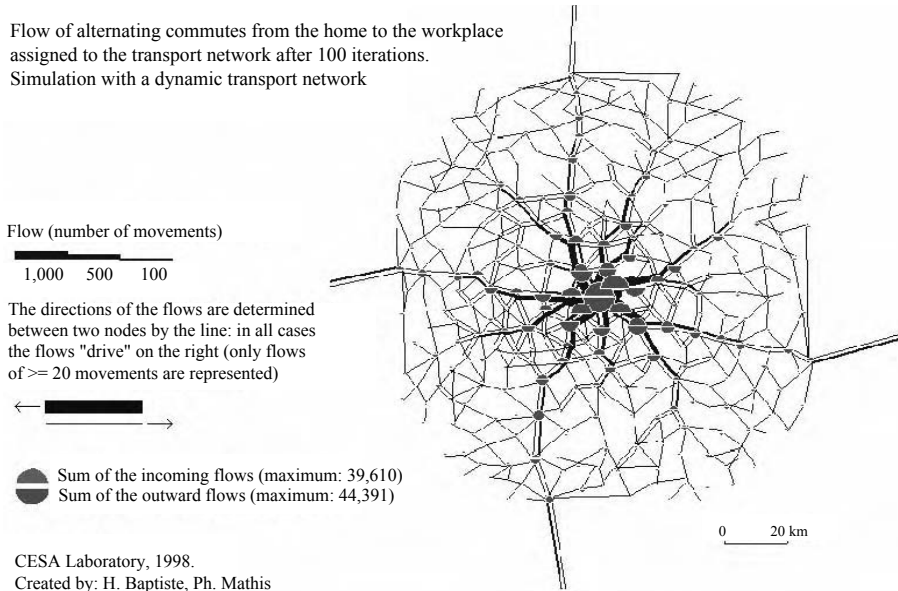 Flow of alternating commutes from the home to the workplace
assigned to the transport network after 100 iterations.
Simulation with a dynamic transport network
Flow (number of movements)
1,000 500 100
The directions of the flows are determined
between two nodes by the line: in all cases
the flows "drive" on the right (only flows
of >= 20 movements are represented)
Sum of the incoming flows (maximum: 39,610)
Sum of the outward flows (maximum: 44,391)
0 20 km
CESA Laboratory, 1998.
Created by: H. Baptiste, Ph. Mathis